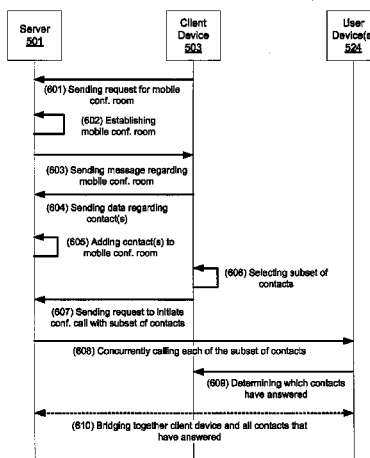 Server
501
Client
Device
503
User
Device(s)
524
(601) Sending request for mobile
conf. room
(602) Establishing
mobile conf. room
(603) Sending message regarding
mobile conf. room
(604) Sending data regarding
contact(s)
(605) Adding contact(s) to
mobile conf. room
(606) Selecting subset of
contacts
(607) Sending request to initiate
conf. call with subset of contacts
(608) Concurrently calling each of the subset of contacts
(609) Determining which contacts
have answered
(610) Bridging together client device and all contacts that
have answered